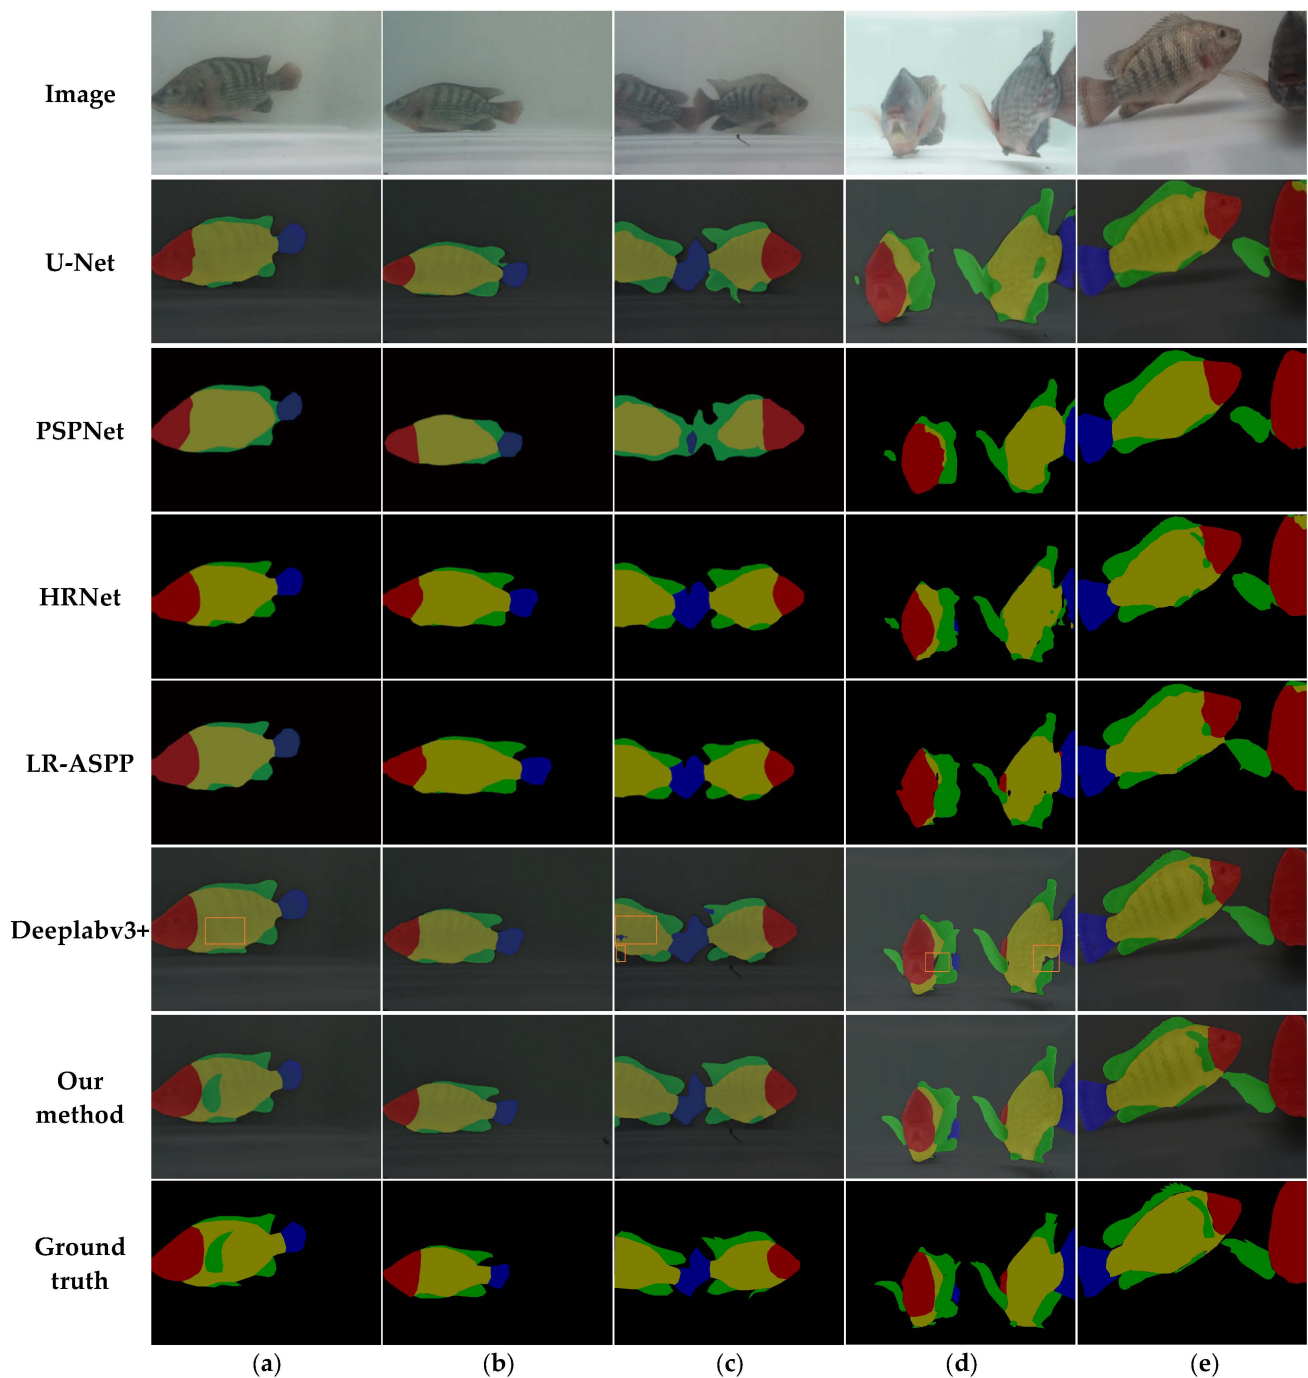 Image
U-Net
PSPNet
HRNet
LR-ASPP
Deeplabv3+
Our
method
Ground
truth
(a) (b) (c) (d) (e)